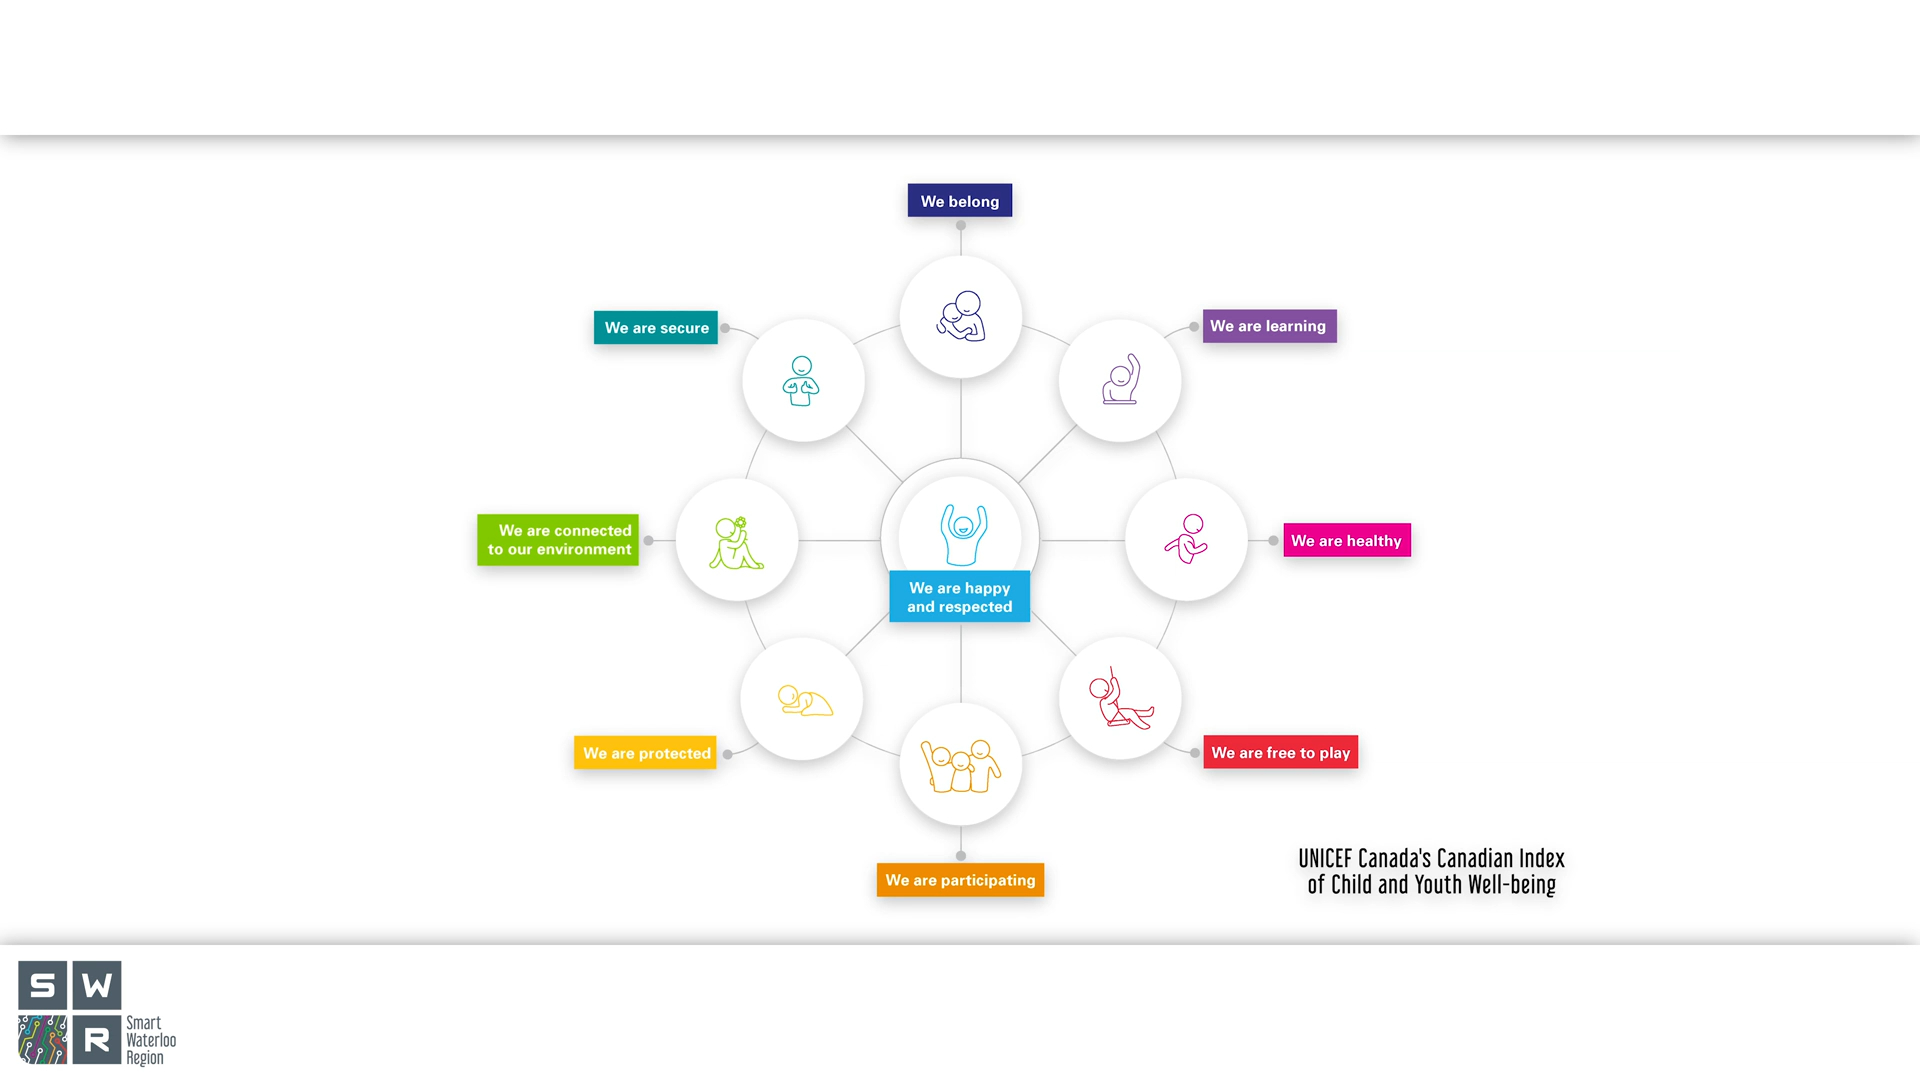 We belong
We are secure
We are learning
We are connected
to our environment
We are happy
and respected
We are healthy
We are protected
We are free to play
We are participating
UNICEF Canada's Canadian Index
of Child and Youth Well-being
S W
R
Smart
Waterloo
Region